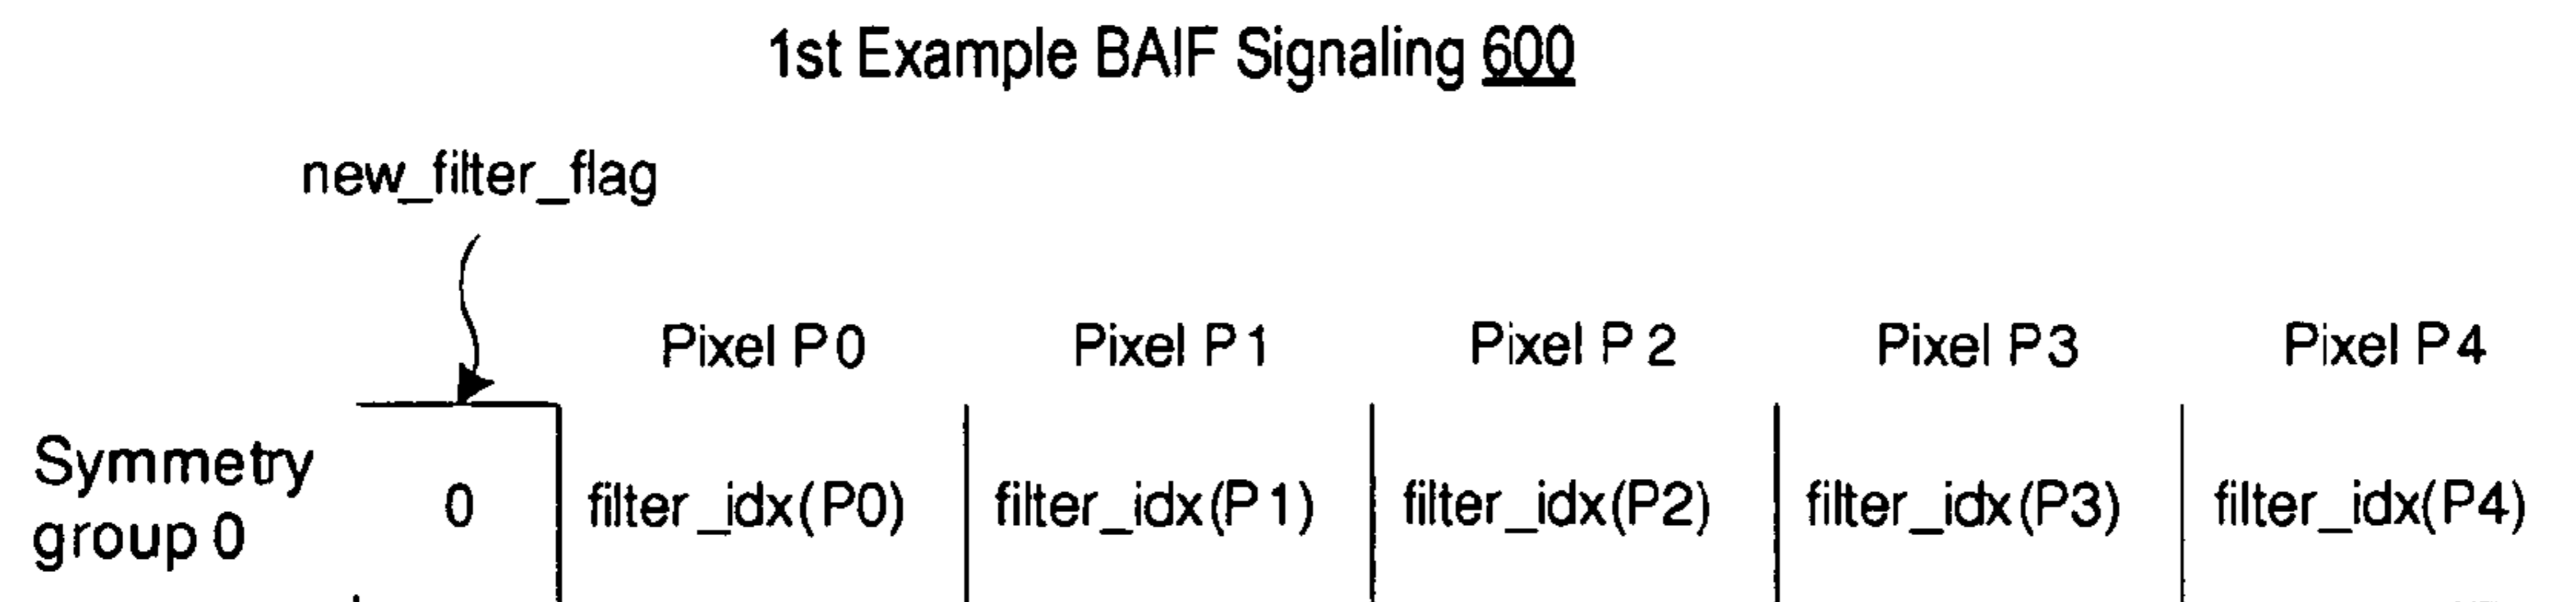 1st Example BAIF Signaling 600
new_filter_flag
Pixel P0 Pixel P1 Pixel P2 Pixel P3 Pixel P4
Symmetry
group 0
0 filter_idx(P0) filter_idx(P1) filter_idx(P2) filter_idx(P3) filter_idx(P4)